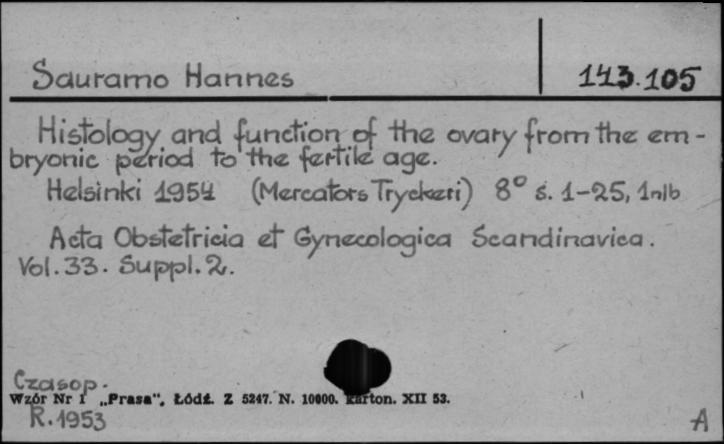 Sauramo Hannes 143.105
Histology and function of the ovary from the em-
bryonic period to the fertile age.
Helsinki 1954 (Mercators Tryckeri) 8° s. 1-25, 1nlb
Acta Obstetricia et Gynecologica Scandinavica.
Vol. 33. Suppl. 2.
Czasop.
Wzór Nr 1 „Prasa", Łódź. Z 5247. N. 10000. karton. XII 53.
R. 1953 A